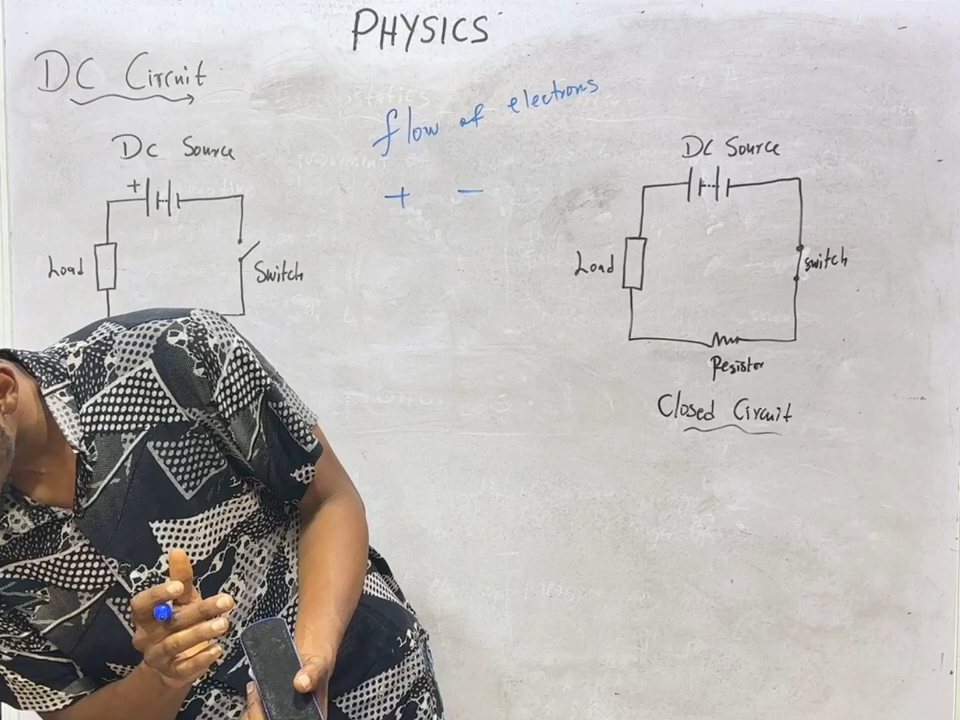 PHYSICS
DC Circuit
flow of electrons
+ −
DC Source
+
Load
Switch
DC Source
Load
switch
Resistor
Closed Circuit